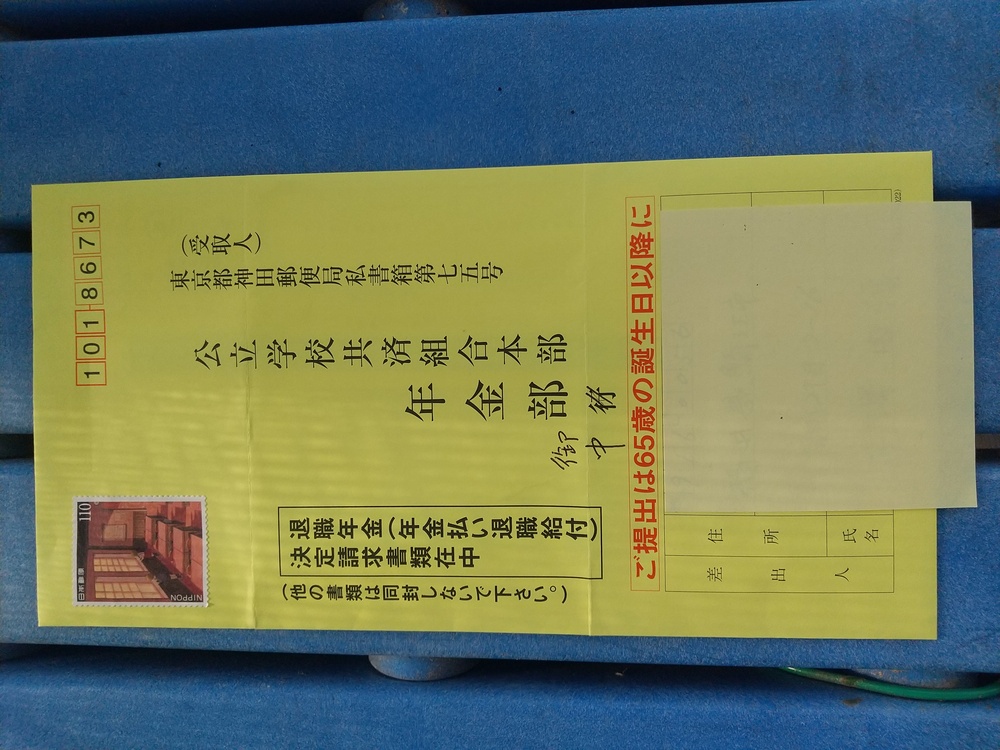 101-8673
(受取人)
東京都神田郵便局私書箱第七五号
公立学校共済組合本部
年金部
御中
110
日本郵便
NIPPON
退職年金(年金払い退職給付)
決定請求書類在中
(他の書類は同封しないで下さい。)
ご提出は65歳の誕生日以降に
差出人
住所
氏名